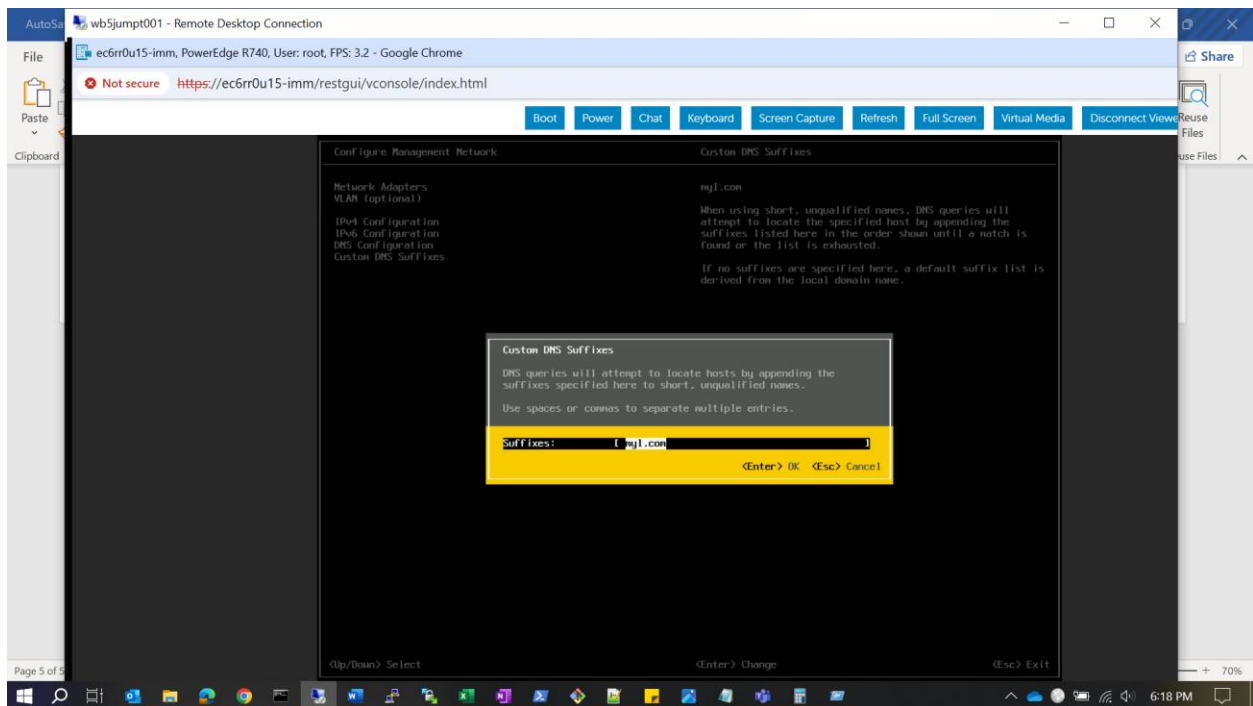 AutoSa
wb5jumpt001 - Remote Desktop Connection
File
ec6rr0u15-imm, PowerEdge R740, User: root, FPS: 3.2 - Google Chrome
Share
Not secure https://ec6rr0u15-imm/restgui/vconsole/index.html
Paste
Boot Power Chat Keyboard Screen Capture Refresh Full Screen Virtual Media Disconnect Viewe
Reuse
Files
Clipboard
use Files
Configure Management Network
Custom DNS Suffixes
Network Adapters
VLAN (optional)
IPv4 Configuration
IPv6 Configuration
DNS Configuration
Custom DNS Suffixes
myl.com
When using short, unqualified names, DNS queries will
attempt to locate the specified host by appending the
suffixes listed here in the order shown until a match is
found or the list is exhausted.
If no suffixes are specified here, a default suffix list is
derived from the local domain name.
Custom DNS Suffixes
DNS queries will attempt to locate hosts by appending the
suffixes specified here to short, unqualified names.
Use spaces or commas to separate multiple entries.
Suffixes: [ myl.com ]
<Enter> OK <Esc> Cancel
<Up/Down> Select
<Enter> Change
<Esc> Exit
Page 5 of 5
70%
6:18 PM